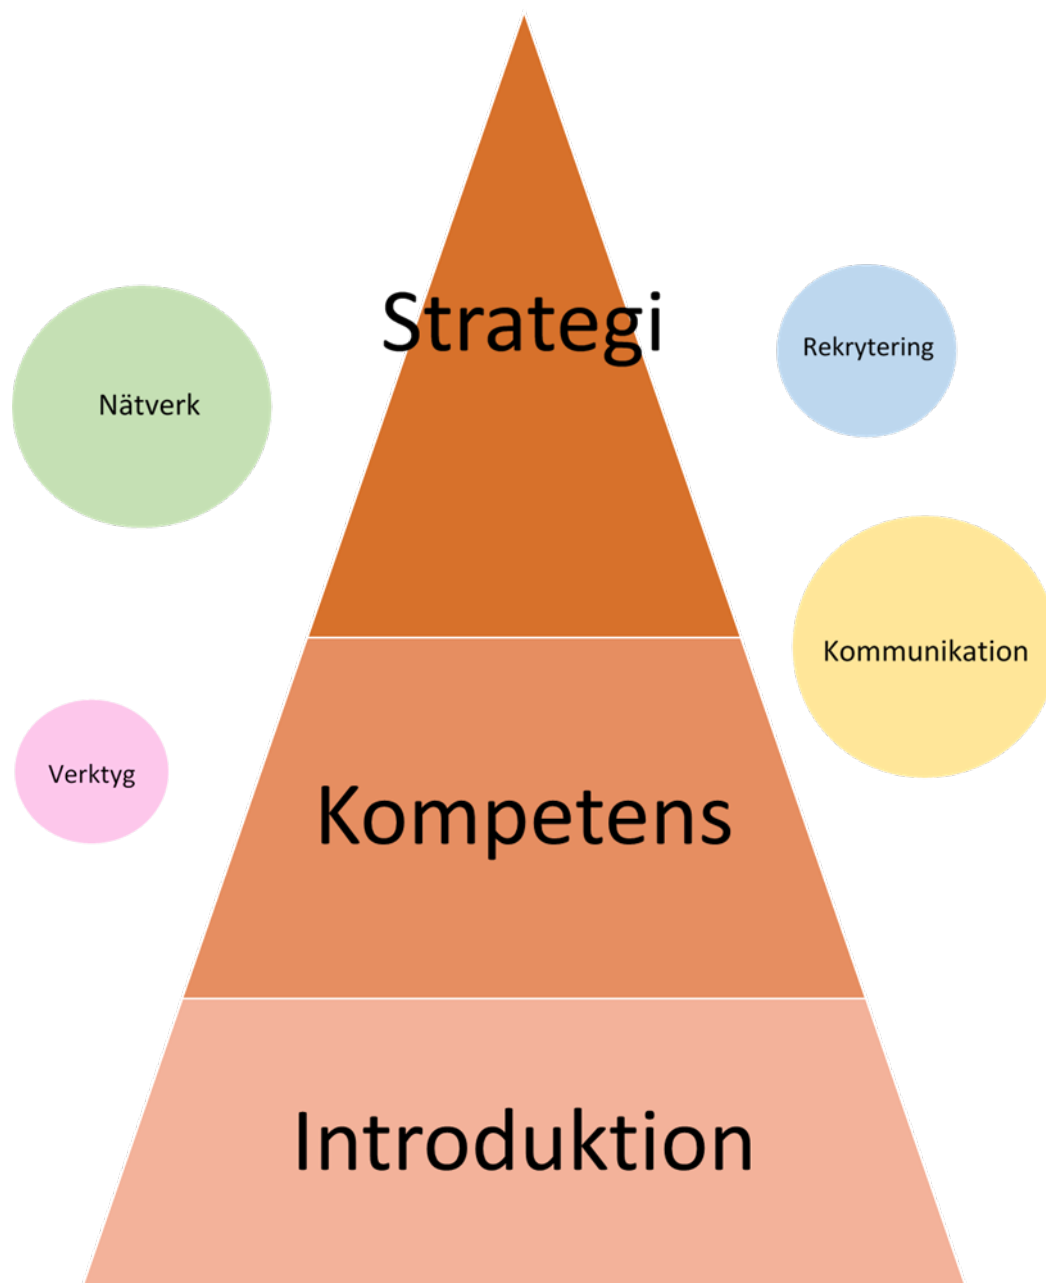 Strategi
Rekrytering
Nätverk
Kommunikation
Verktyg
Kompetens
Introduktion